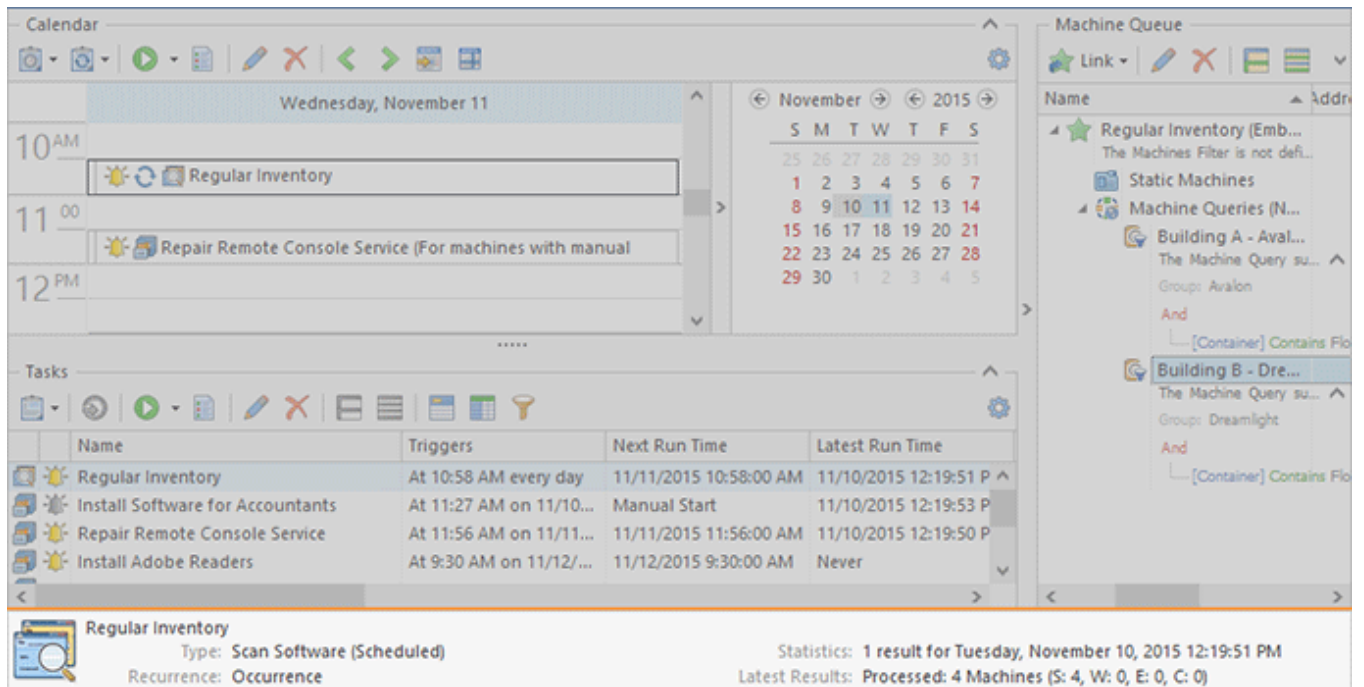 Calendar
Wednesday, November 11
10 AM
Regular Inventory
11 00
Repair Remote Console Service (For machines with manual
12 PM
November 2015
S M T W T F S
25 26 27 28 29 30 31
1 2 3 4 5 6 7
8 9 10 11 12 13 14
15 16 17 18 19 20 21
22 23 24 25 26 27 28
29 30 1 2 3 4 5
Tasks
Name Triggers Next Run Time Latest Run Time
Regular Inventory At 10:58 AM every day 11/11/2015 10:58:00 AM 11/10/2015 12:19:51 P
Install Software for Accountants At 11:27 AM on 11/10... Manual Start 11/10/2015 12:19:53 P
Repair Remote Console Service At 11:56 AM on 11/11... 11/11/2015 11:56:00 AM 11/10/2015 12:19:50 P
Install Adobe Readers At 9:30 AM on 11/12/... 11/12/2015 9:30:00 AM Never
Machine Queue
Link
Name Addr
Regular Inventory (Emb...
The Machines Filter is not defi...
Static Machines
Machine Queries (N...
Building A - Aval...
The Machine Query su...
Group: Avalon
And
[Container] Contains Flo
Building B - Dre...
The Machine Query su...
Group: Dreamlight
And
[Container] Contains Flo
Regular Inventory
Type: Scan Software (Scheduled)
Recurrence: Occurrence
Statistics: 1 result for Tuesday, November 10, 2015 12:19:51 PM
Latest Results: Processed: 4 Machines (S: 4, W: 0, E: 0, C: 0)